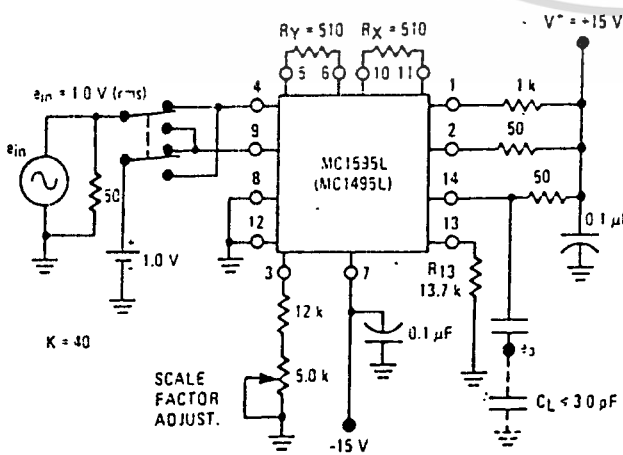 RY = 510
RX = 510
V+ = +15 V
ein = 1.0 V (rms)
4
5
6
10
11
1
1 k
ein
50
9
2
50
MC1595L
(MC1495L)
8
14
50
12
13
0.1 μF
1.0 V
3
7
R13
13.7 k
12 k
K = 40
0.1 μF
5.0 k
SCALE
FACTOR
ADJUST.
CL < 3.0 pF
-15 V